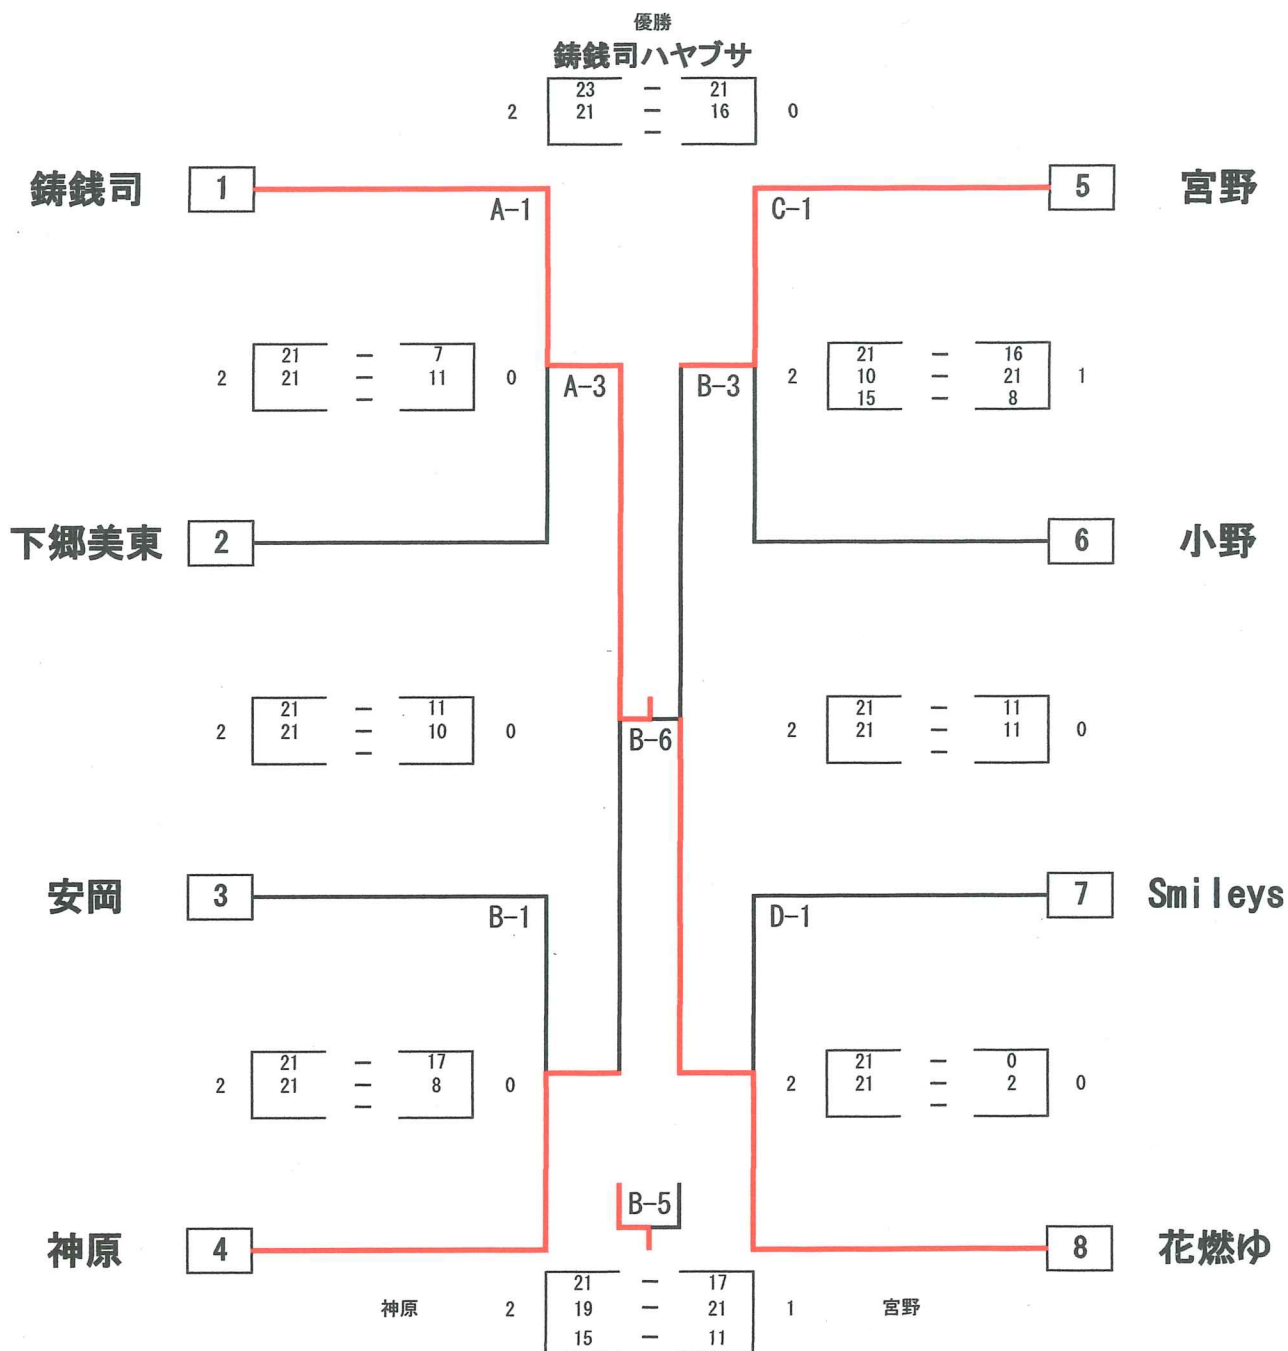 優勝
鋳銭司ハヤブサ
2 23 — 21 0
21 — 16
—
鋳銭司 1 5 宮野
A-1 C-1
2 21 — 7 0
21 — 11
—
2 21 — 16 1
10 — 21
15 — 8
A-3 B-3
下郷美東 2 6 小野
2 21 — 11 0
21 — 10
—
2 21 — 11 0
21 — 11
—
B-6
安岡 3 7 Smileys
B-1 D-1
2 21 — 17 0
21 — 8
—
2 21 — 0 0
21 — 2
—
B-5
神原 4 8 花燃ゆ
21 — 17
神原 2 19 — 21 1 宮野
15 — 11